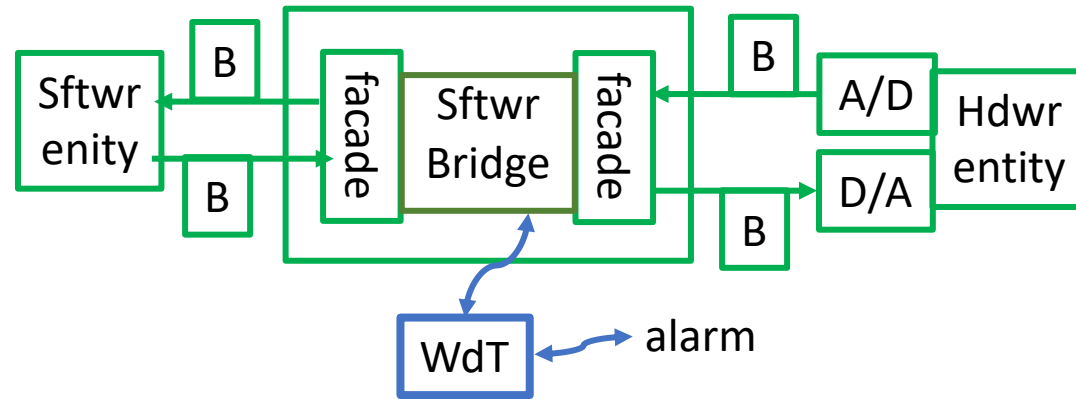 Sftwr
enity
B
B
facade
Sftwr
Bridge
facade
B
B
A/D
D/A
Hdwr
entity
WdT
alarm